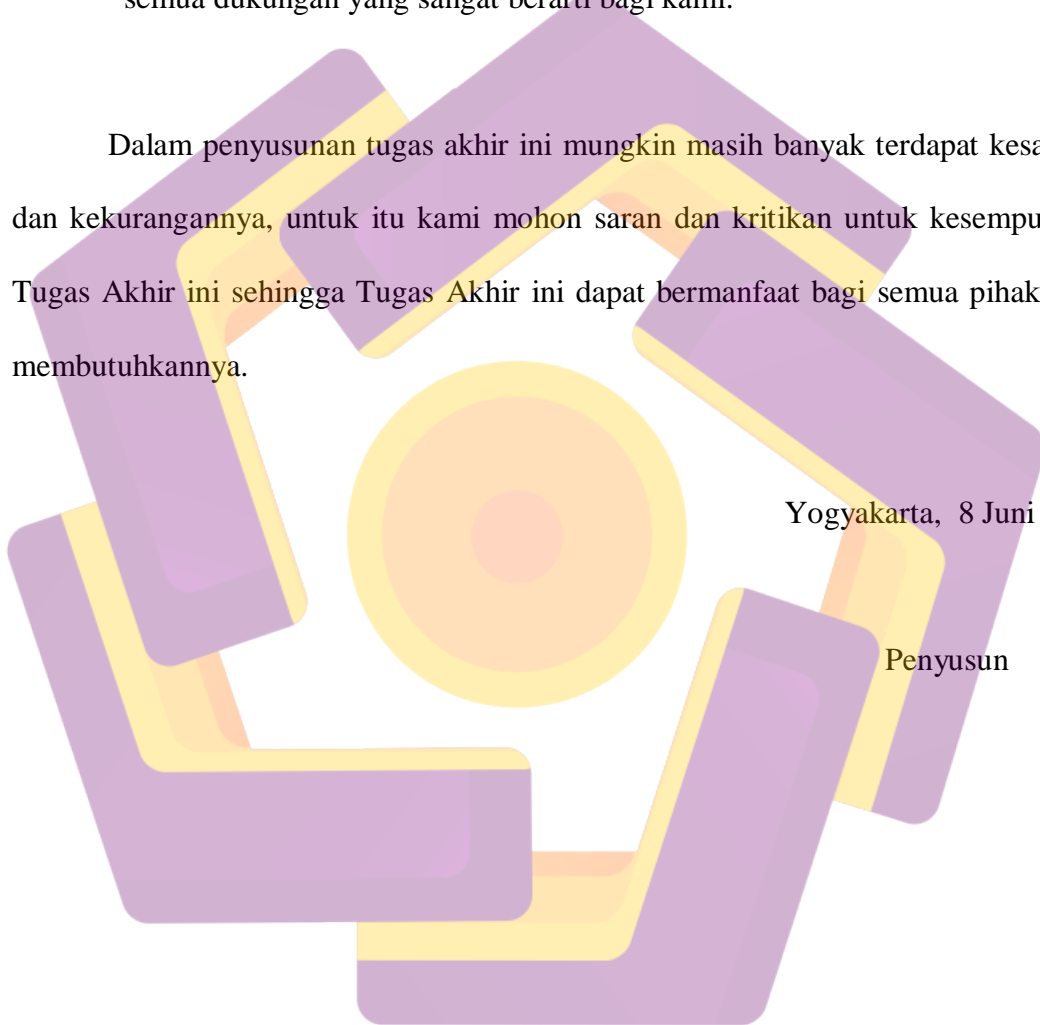 semua dukungan yang sangat berarti bagi kami.
Dalam penyusunan tugas akhir ini mungkin masih banyak terdapat kesa
dan kekurangannya, untuk itu kami mohon saran dan kritikan untuk kesempu
Tugas Akhir ini sehingga Tugas Akhir ini dapat bermanfaat bagi semua pihak
membutuhkannya.
Yogyakarta, 8 Juni
Penyusun